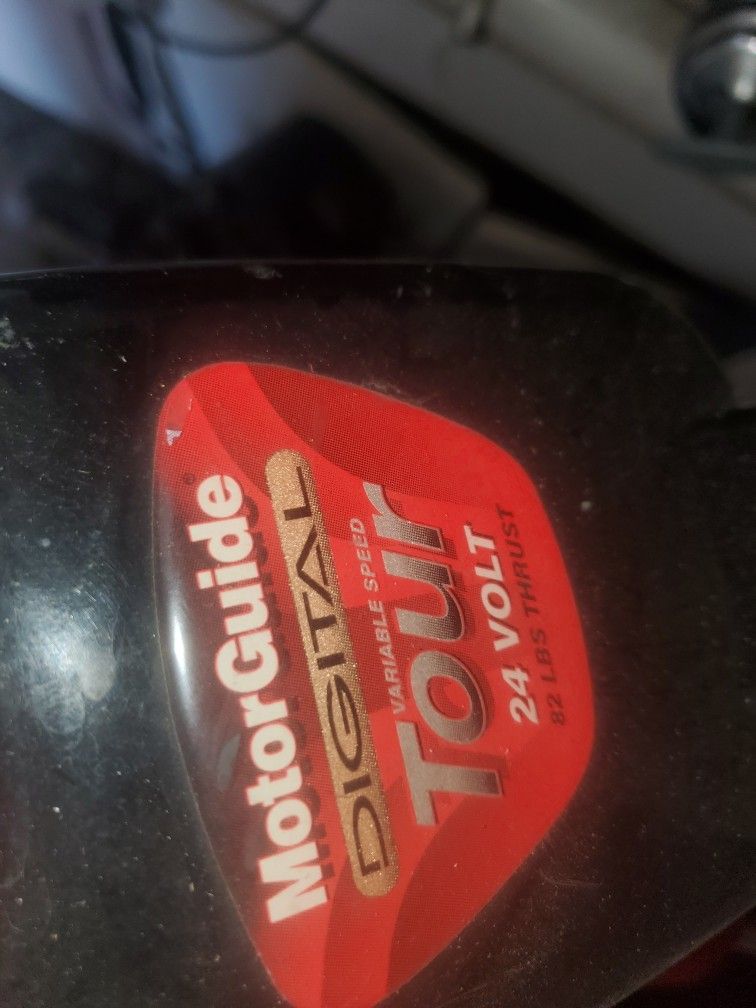 MotorGuide®
DIGITAL
VARIABLE SPEED
Tour
24 VOLT
82 LBS THRUST